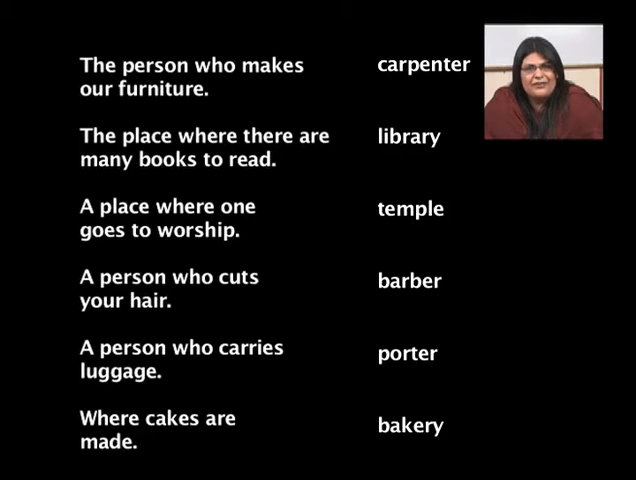 The person who makes
our furniture.
carpenter
The place where there are
many books to read.
library
A place where one
goes to worship.
temple
A person who cuts
your hair.
barber
A person who carries
luggage.
porter
Where cakes are
made.
bakery